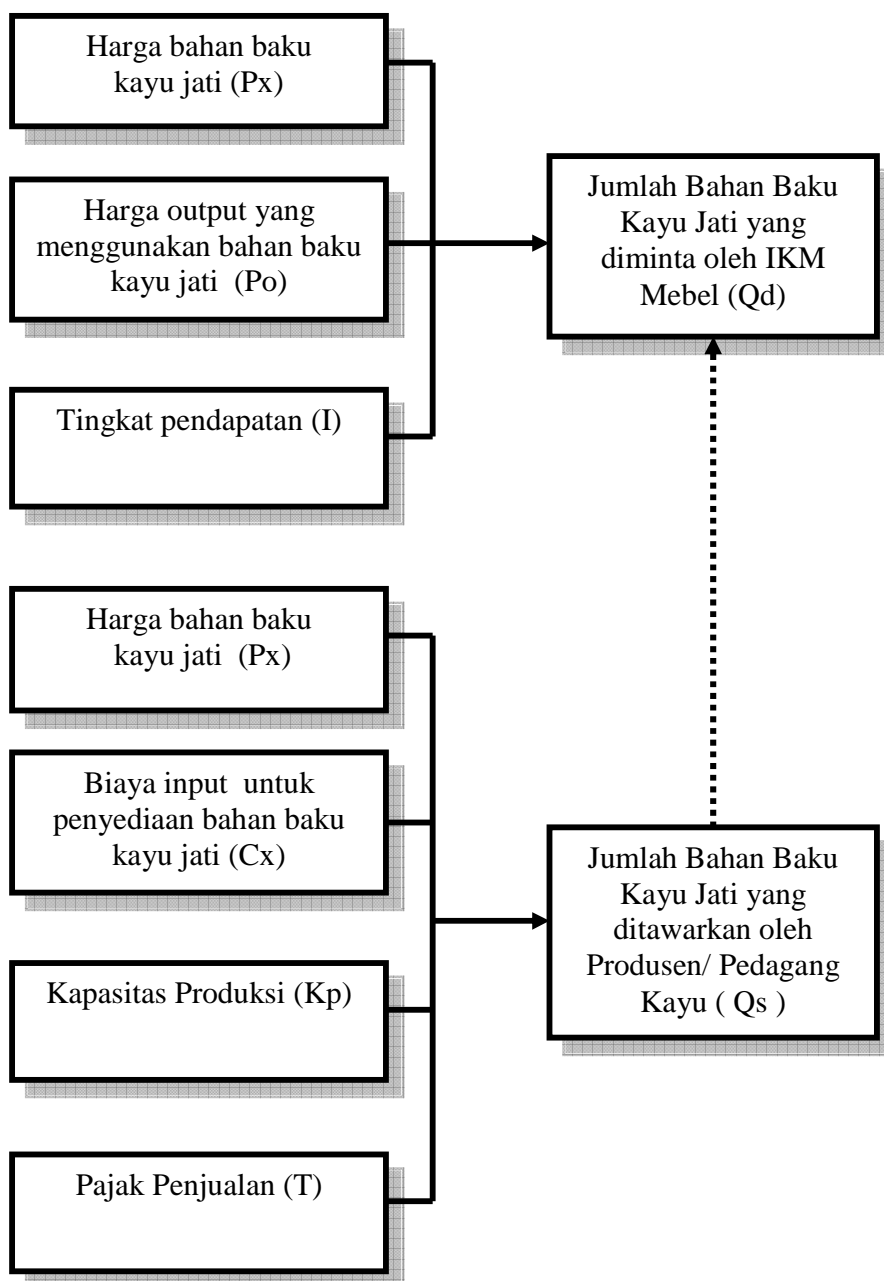 Harga bahan baku
kayu jati (Px)
Harga output yang
menggunakan bahan baku
kayu jati (Po)
Tingkat pendapatan (I)
Jumlah Bahan Baku
Kayu Jati yang
diminta oleh IKM
Mebel (Qd)
Harga bahan baku
kayu jati (Px)
Biaya input untuk
penyediaan bahan baku
kayu jati (Cx)
Kapasitas Produksi (Kp)
Pajak Penjualan (T)
Jumlah Bahan Baku
Kayu Jati yang
ditawarkan oleh
Produsen/ Pedagang
Kayu ( Qs )